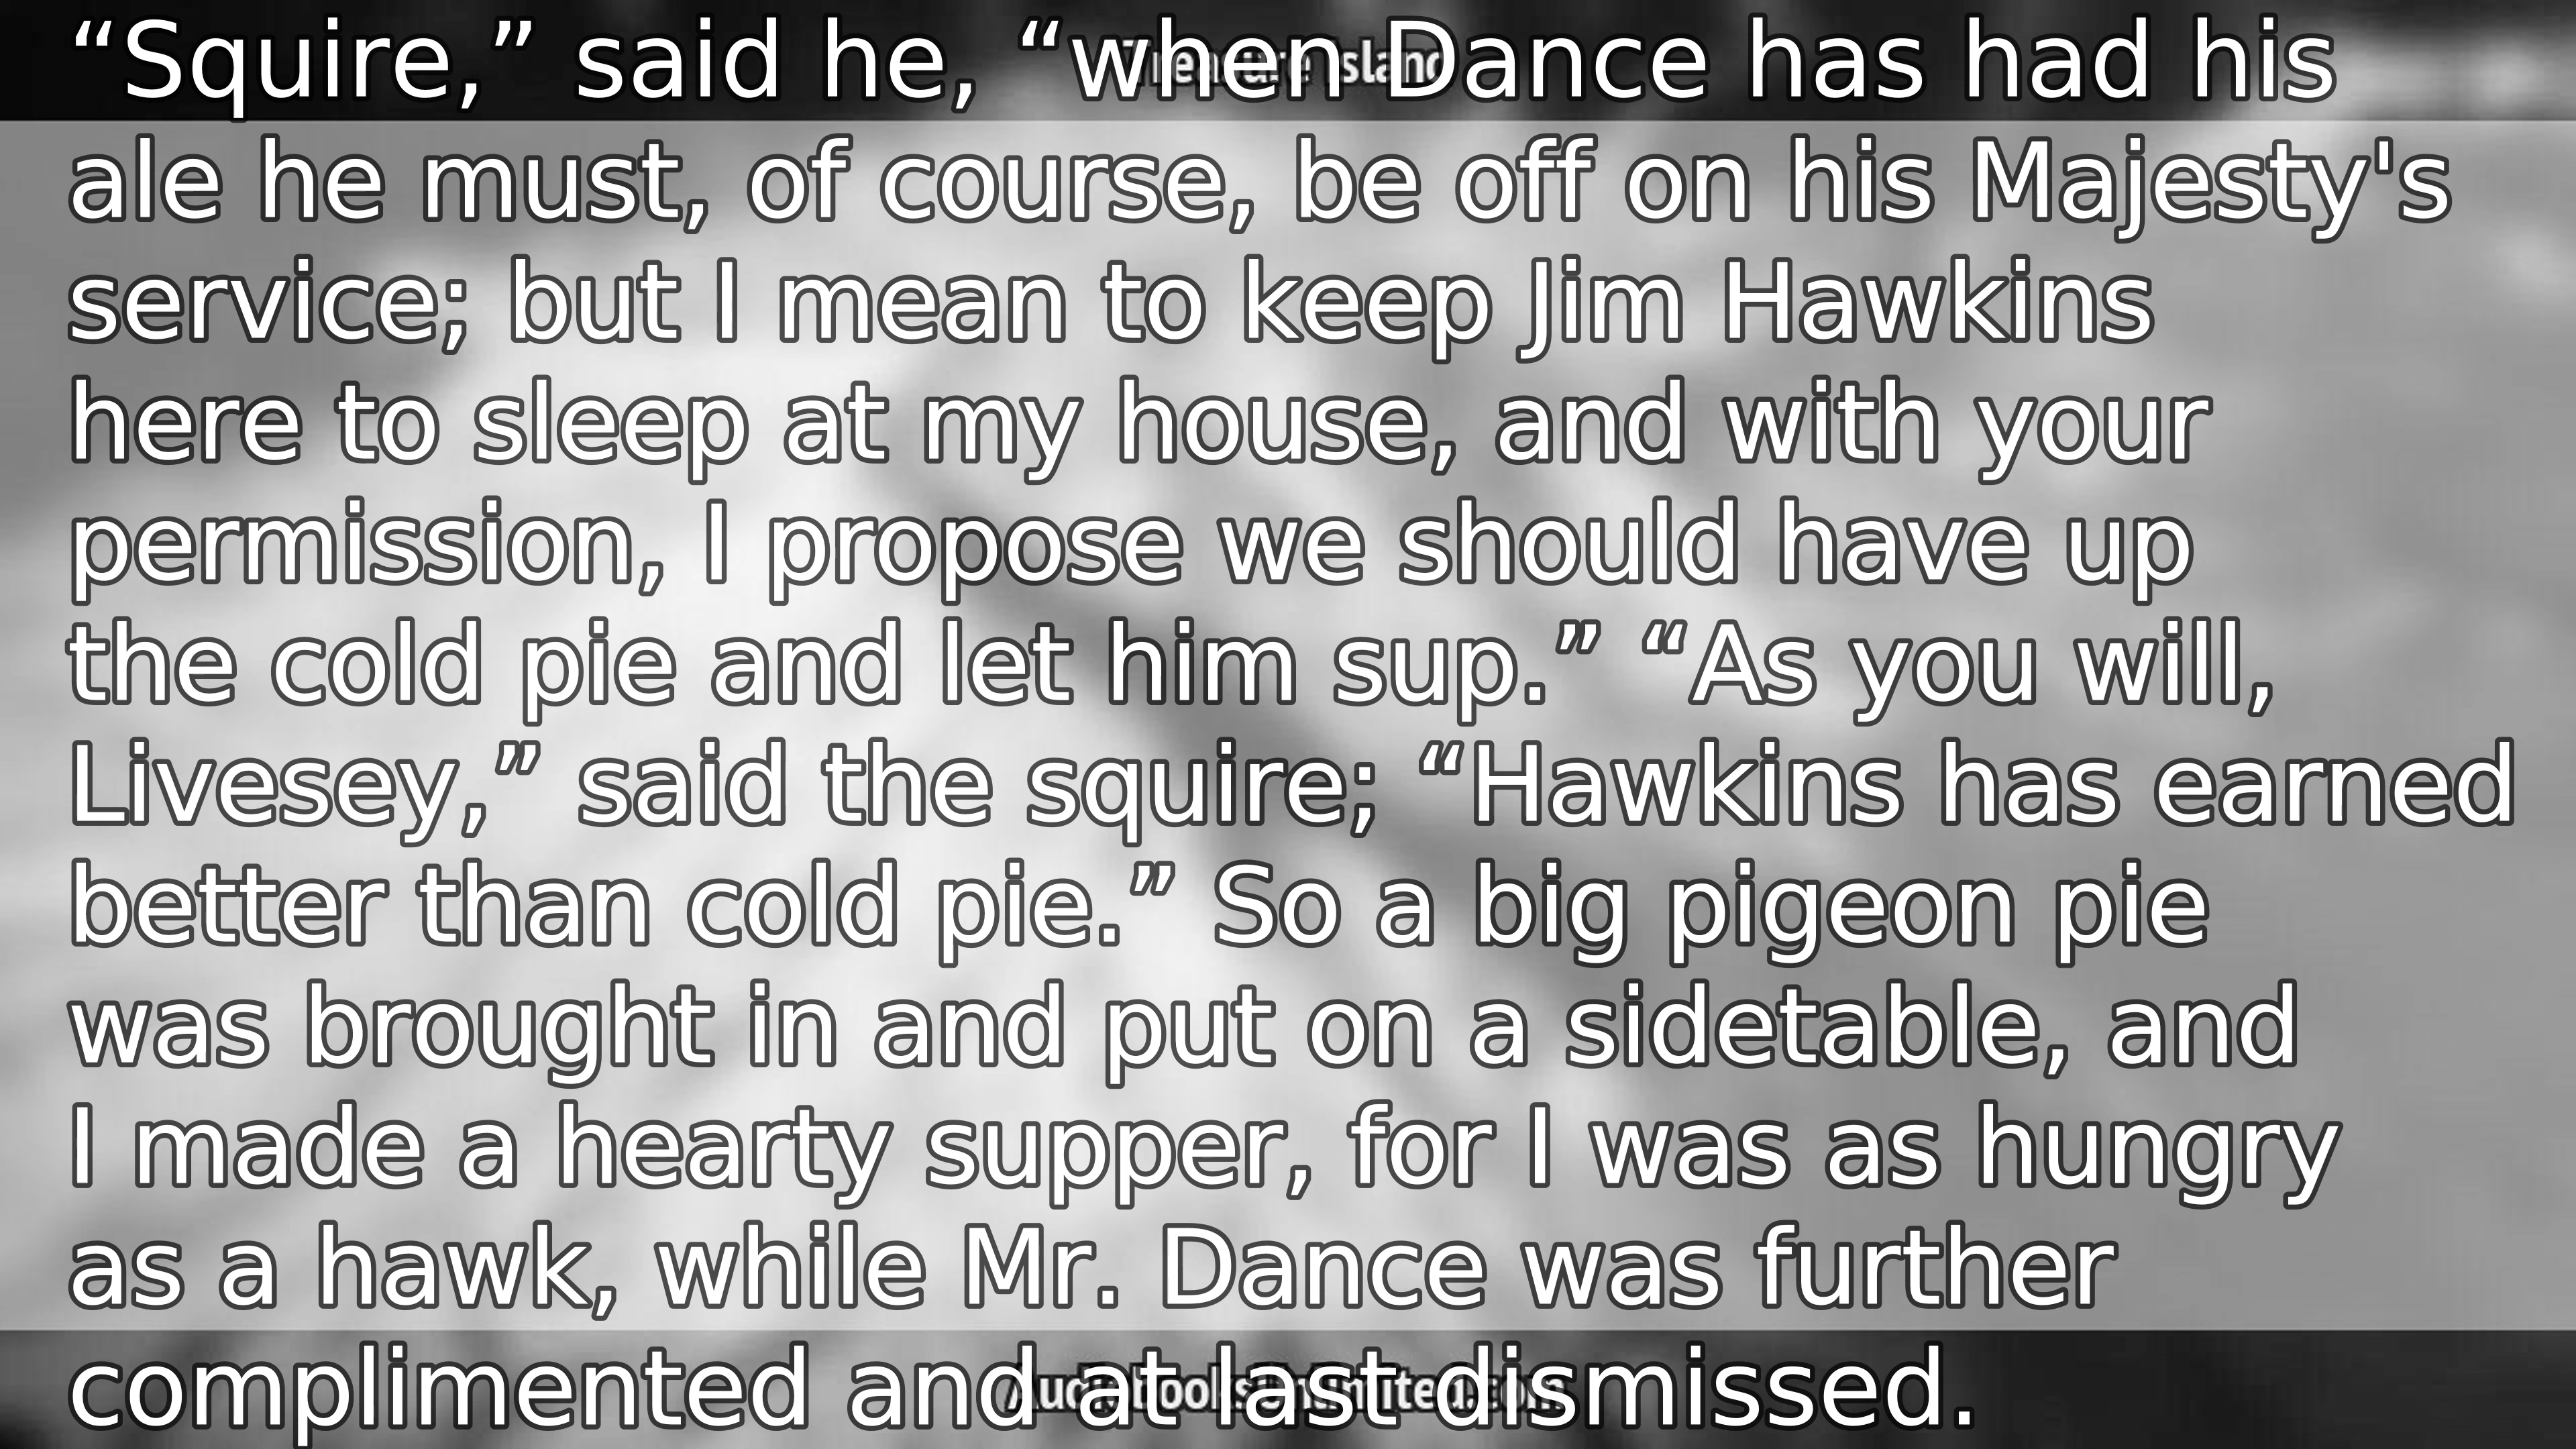 Treasure Island
“Squire,” said he, “when Dance has had his
ale he must, of course, be off on his Majesty's
service; but I mean to keep Jim Hawkins
here to sleep at my house, and with your
permission, I propose we should have up
the cold pie and let him sup.” “As you will,
Livesey,” said the squire; “Hawkins has earned
better than cold pie.” So a big pigeon pie
was brought in and put on a sidetable, and
I made a hearty supper, for I was as hungry
as a hawk, while Mr. Dance was further
complimented and at last dismissed.
AudiobooksUnlimited.com